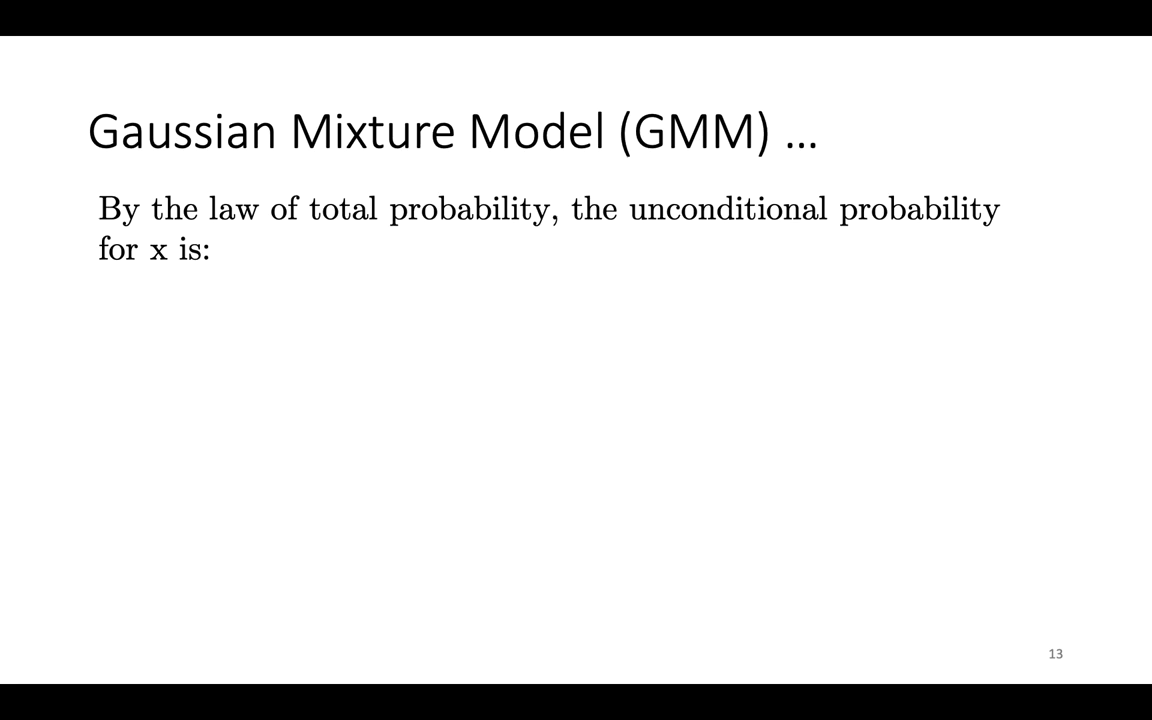 Gaussian Mixture Model (GMM) ...
By the law of total probability, the unconditional probability
for x is:
13